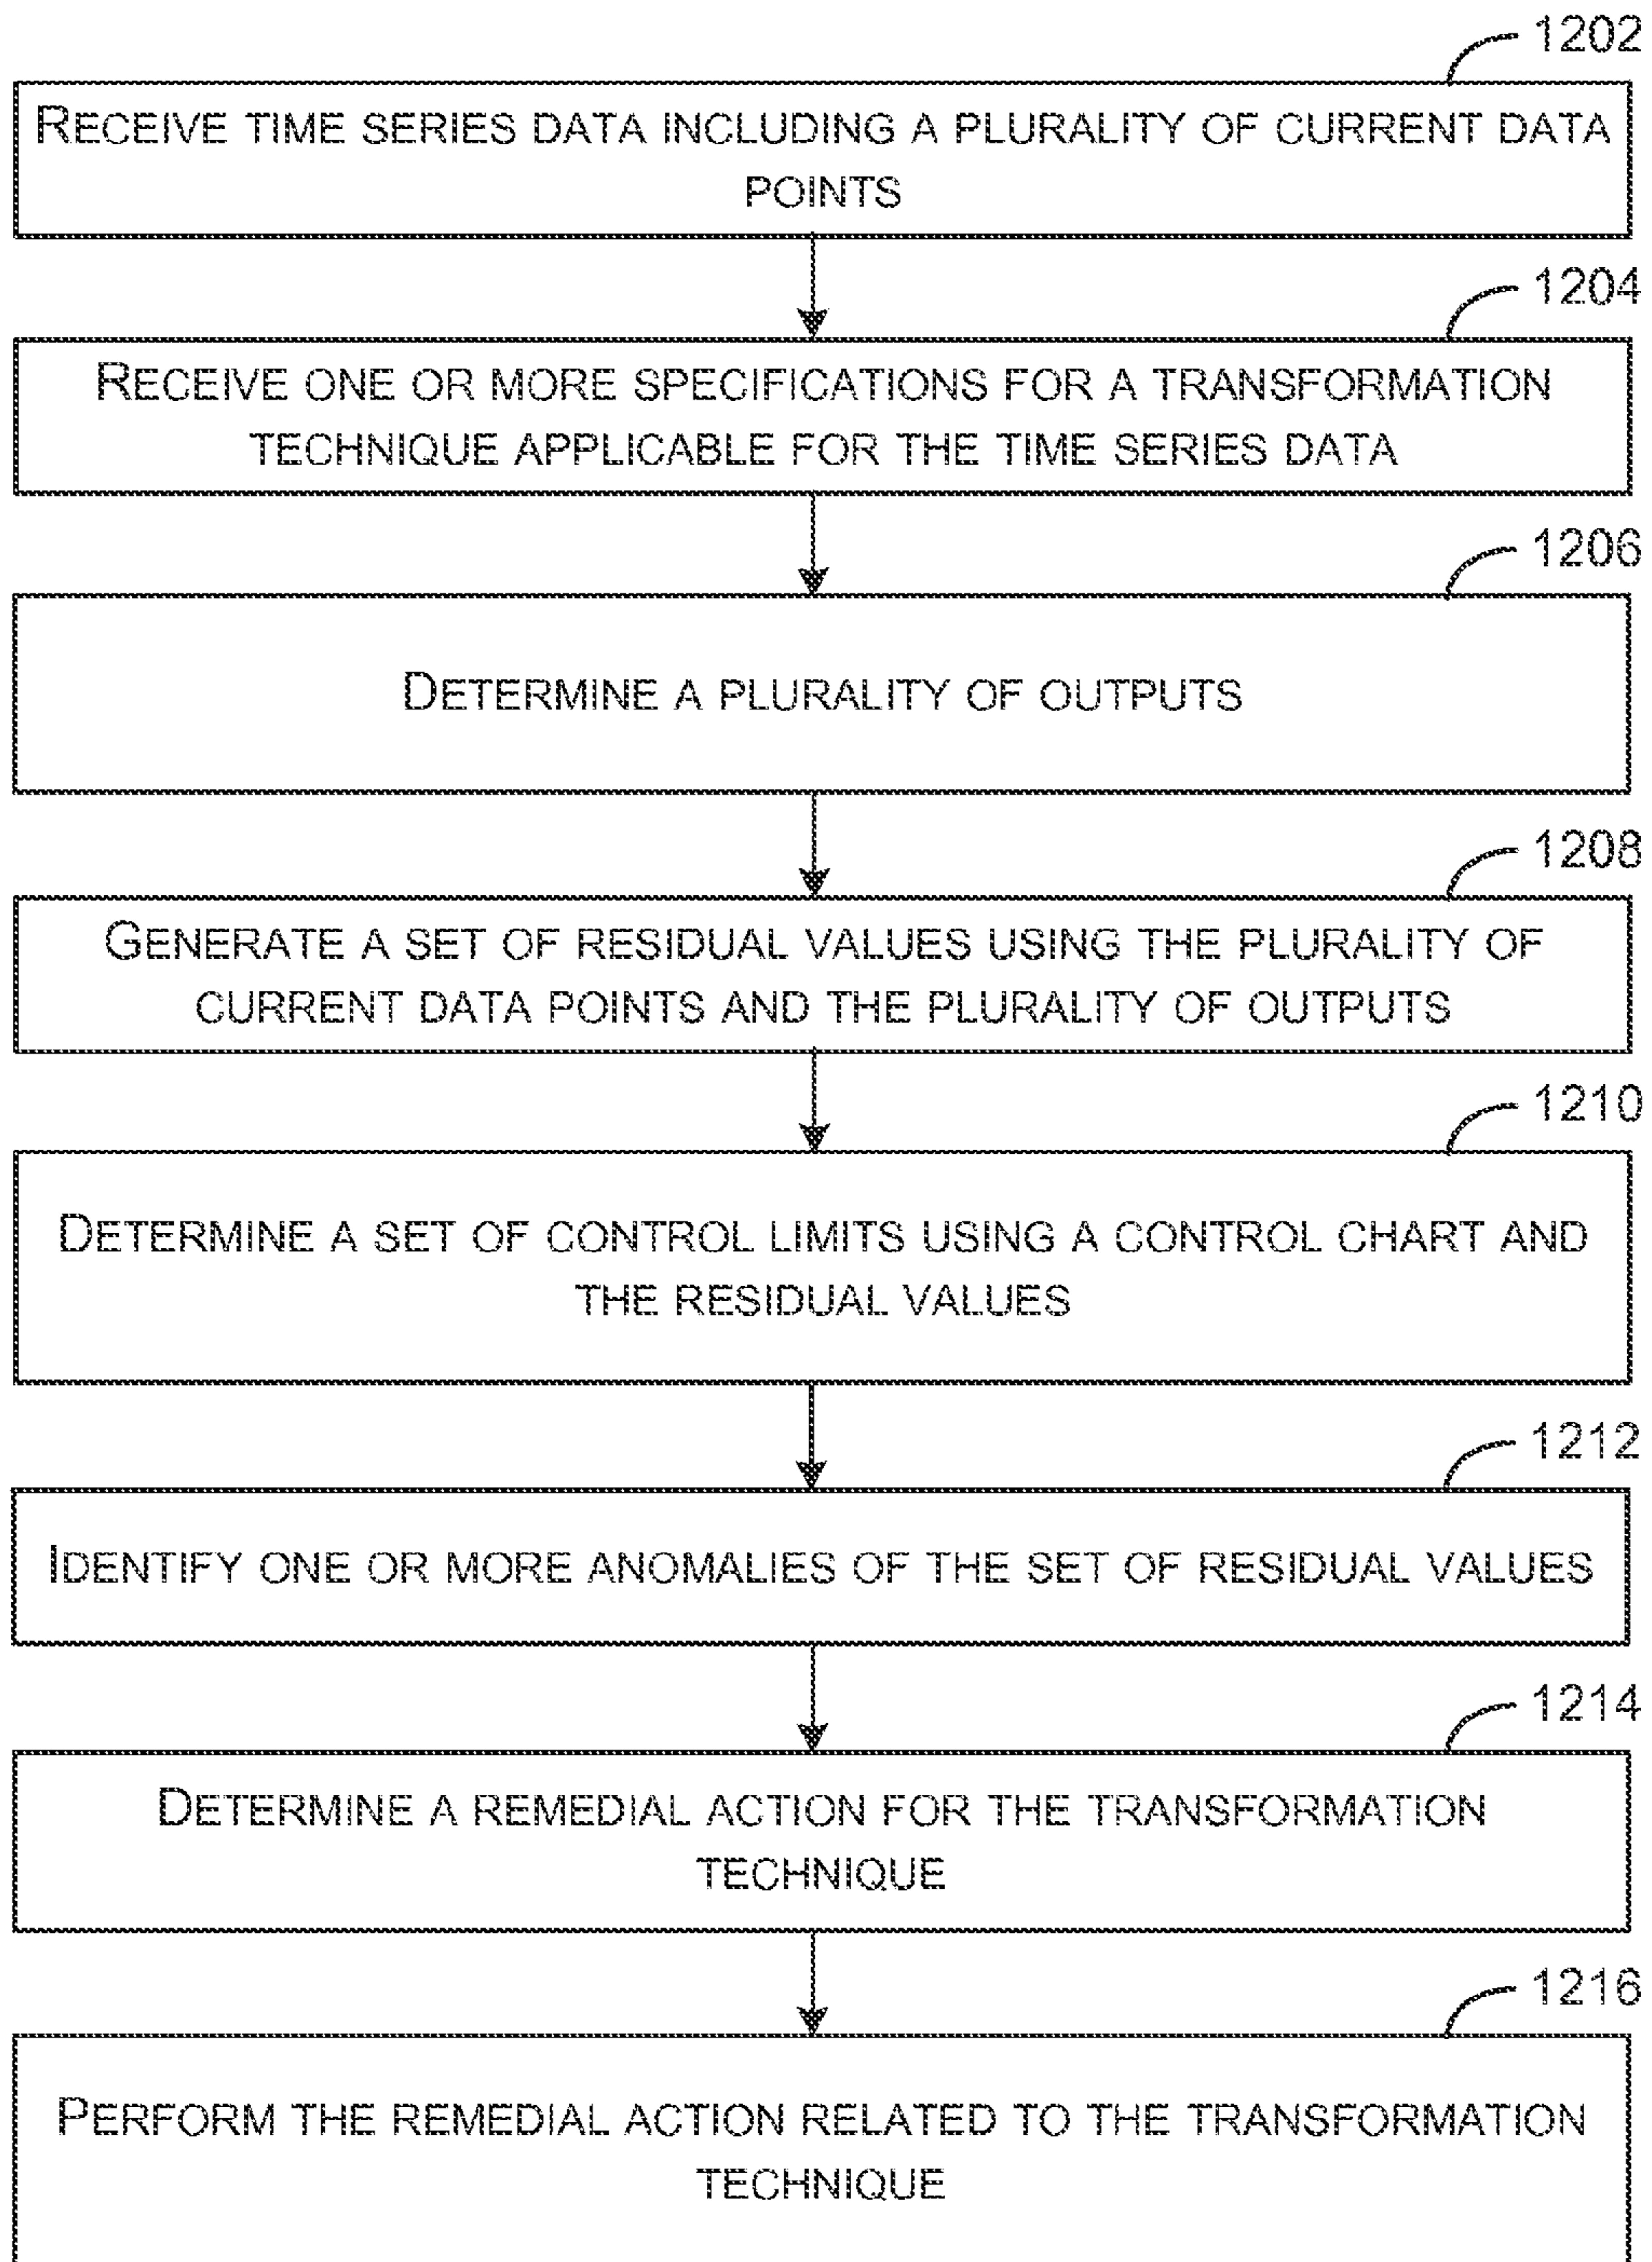 1202
RECEIVE TIME SERIES DATA INCLUDING A PLURALITY OF CURRENT DATA
POINTS
1204
RECEIVE ONE OR MORE SPECIFICATIONS FOR A TRANSFORMATION
TECHNIQUE APPLICABLE FOR THE TIME SERIES DATA
1206
DETERMINE A PLURALITY OF OUTPUTS
1208
GENERATE A SET OF RESIDUAL VALUES USING THE PLURALITY OF
CURRENT DATA POINTS AND THE PLURALITY OF OUTPUTS
1210
DETERMINE A SET OF CONTROL LIMITS USING A CONTROL CHART AND
THE RESIDUAL VALUES
1212
IDENTIFY ONE OR MORE ANOMALIES OF THE SET OF RESIDUAL VALUES
1214
DETERMINE A REMEDIAL ACTION FOR THE TRANSFORMATION
TECHNIQUE
1216
PERFORM THE REMEDIAL ACTION RELATED TO THE TRANSFORMATION
TECHNIQUE